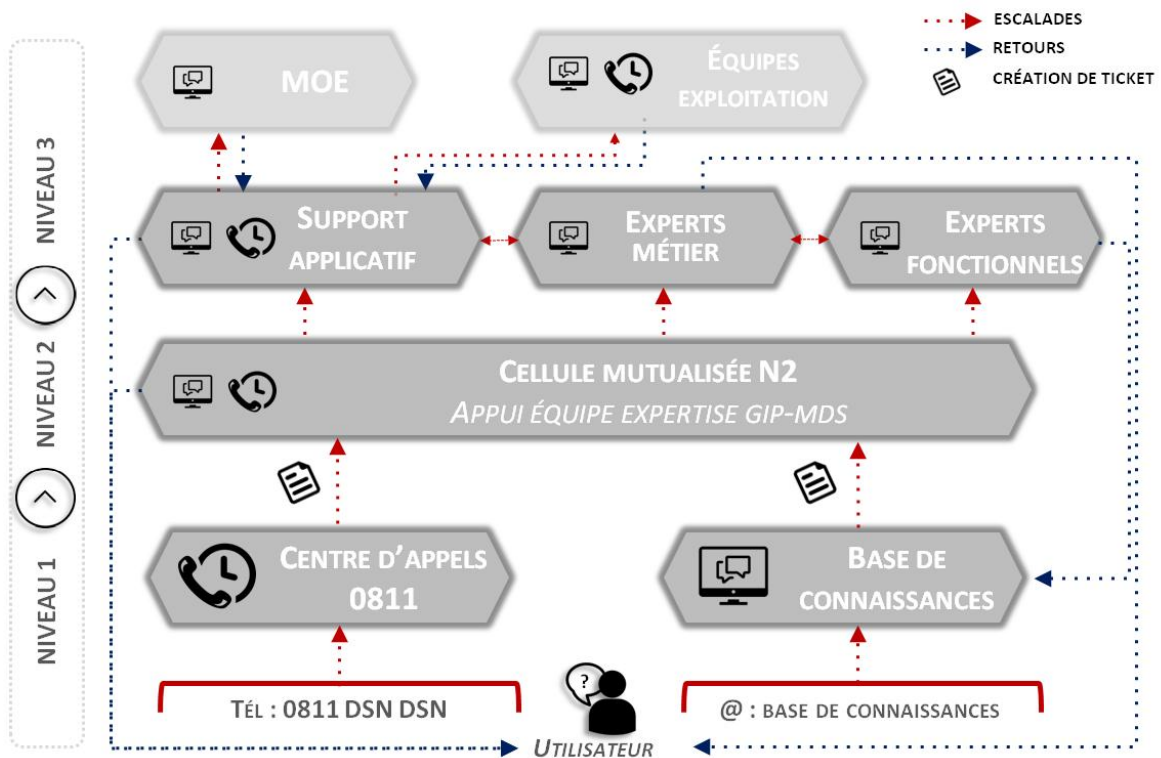 ESCALADES
RETOURS
CRÉATION DE TICKET
MOE
ÉQUIPES
EXPLOITATION
NIVEAU 3
SUPPORT
APPLICATIF
EXPERTS
MÉTIER
EXPERTS
FONCTIONNELS
NIVEAU 2
CELLULE MUTUALISÉE N2
APPUI ÉQUIPE EXPERTISE GIP-MDS
NIVEAU 1
CENTRE D'APPELS
0811
BASE DE
CONNAISSANCES
TÉL : 0811 DSN DSN
?
@ : BASE DE CONNAISSANCES
UTILISATEUR